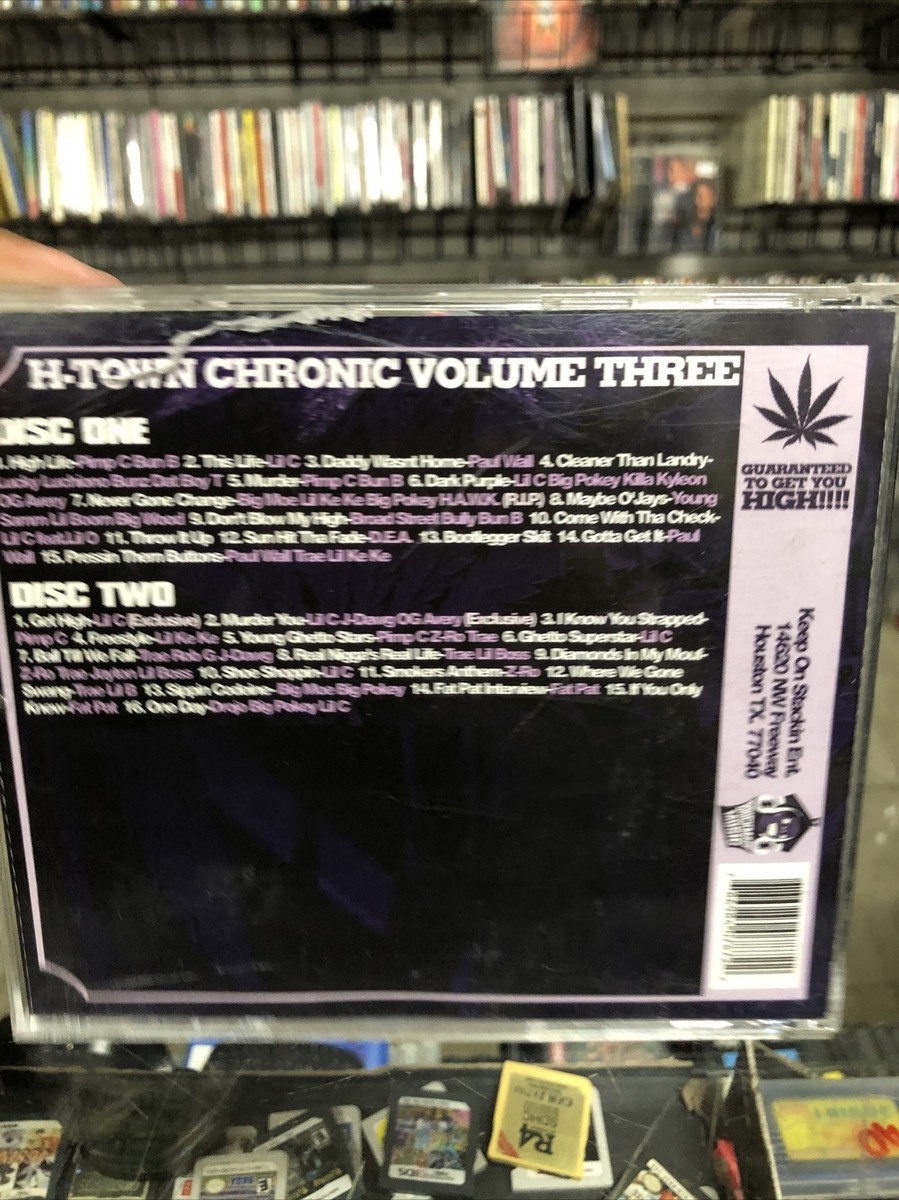 H-TOWN CHRONIC VOLUME THREE
DISC ONE
1. High Life-Pimp C Bun B 2. This Life-Lil C 3. Daddy Wasnt Home-Paul Wall 4. Cleaner Than Landry-
Lucky Luciano Dat Boy T 5. Murder-Pimp C Bun B 6. Dark Purple-Lil C Big Pokey Killa Kyleon
OG Avery 7. Never Gone Change-Big Moe Lil Ke Ke Big Pokey H.A.W.K. (R.I.P.) 8. Maybe O'Jays-Young
Samm Lil Boss Big Wood 9. Don't Blow My High-Broad Street Bully Bun B 10. Come With Tha Check-
Lil C feat.Lil O 11. Throw It Up 12. Sun Hit The Fade-D.E.A. 13. Bootlegger Skit 14. Gotta Get It-Paul
Wall 15. Pressin Them Buttons-Paul Wall Trae Lil Ke Ke
DISC TWO
1. Get High-Lil C (Exclusive) 2. Murder You-Lil C J-Dawg OG Avery (Exclusive) 3. I Know You Strapped-
Pimp C 4. Freestyle-Lil Ke Ke 5. Young Ghetto Stars-Pimp C Z-Ro Trae 6. Ghetto Superstar-Lil C
7. Ball Till We Fall-Trae Rob G J-Dawg 8. Real Nigga's Real Life-Trae Lil Boss 9. Diamonds In My Mouf-
Z-Ro Trae Jayton Lil Boss 10. Shoe Shoppin-Lil C 11. Smokers Anthem-Z-Ro 12. Where We Gone
Swang-Trae Lil B 13. Sippin Codeine-Big Moe Big Pokey 14. Fat Pat Interview-Fat Pat 15. If You Only
Knew-Fat Pat 16. One Day-Drojo Big Pokey Lil C
GUARANTEED
TO GET YOU
HIGH!!!!
Keep On Stackin Ent.
14620 NW Freeway
Houston TX, 77040
R4
3DS